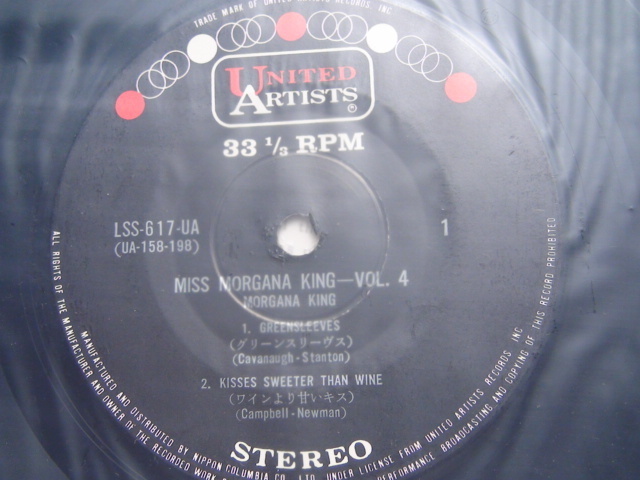 TRADE MARK OF UNITED ARTISTS RECORDS INC
UNITED
ARTISTS
33 1/3 RPM
LSS-617-UA
(UA-158-198)
1
MISS MORGANA KING—VOL. 4
MORGANA KING
1. GREENSLEEVES
(グリーンスリーヴス)
(Cavanaugh-Stanton)
2. KISSES SWEETER THAN WINE
(ワインより甘いキス)
(Campbell-Newman)
STEREO
ALL RIGHTS OF THE MANUFACTURER AND OWNER OF THE RECORDED WORK
PERFORMANCE, BROADCASTING AND COPYING OF THIS RECORD PROHIBITED
MANUFACTURED AND DISTRIBUTED BY NIPPON COLUMBIA CO. LTD. UNDER LICENSE FROM UNITED ARTISTS RECORDS INC